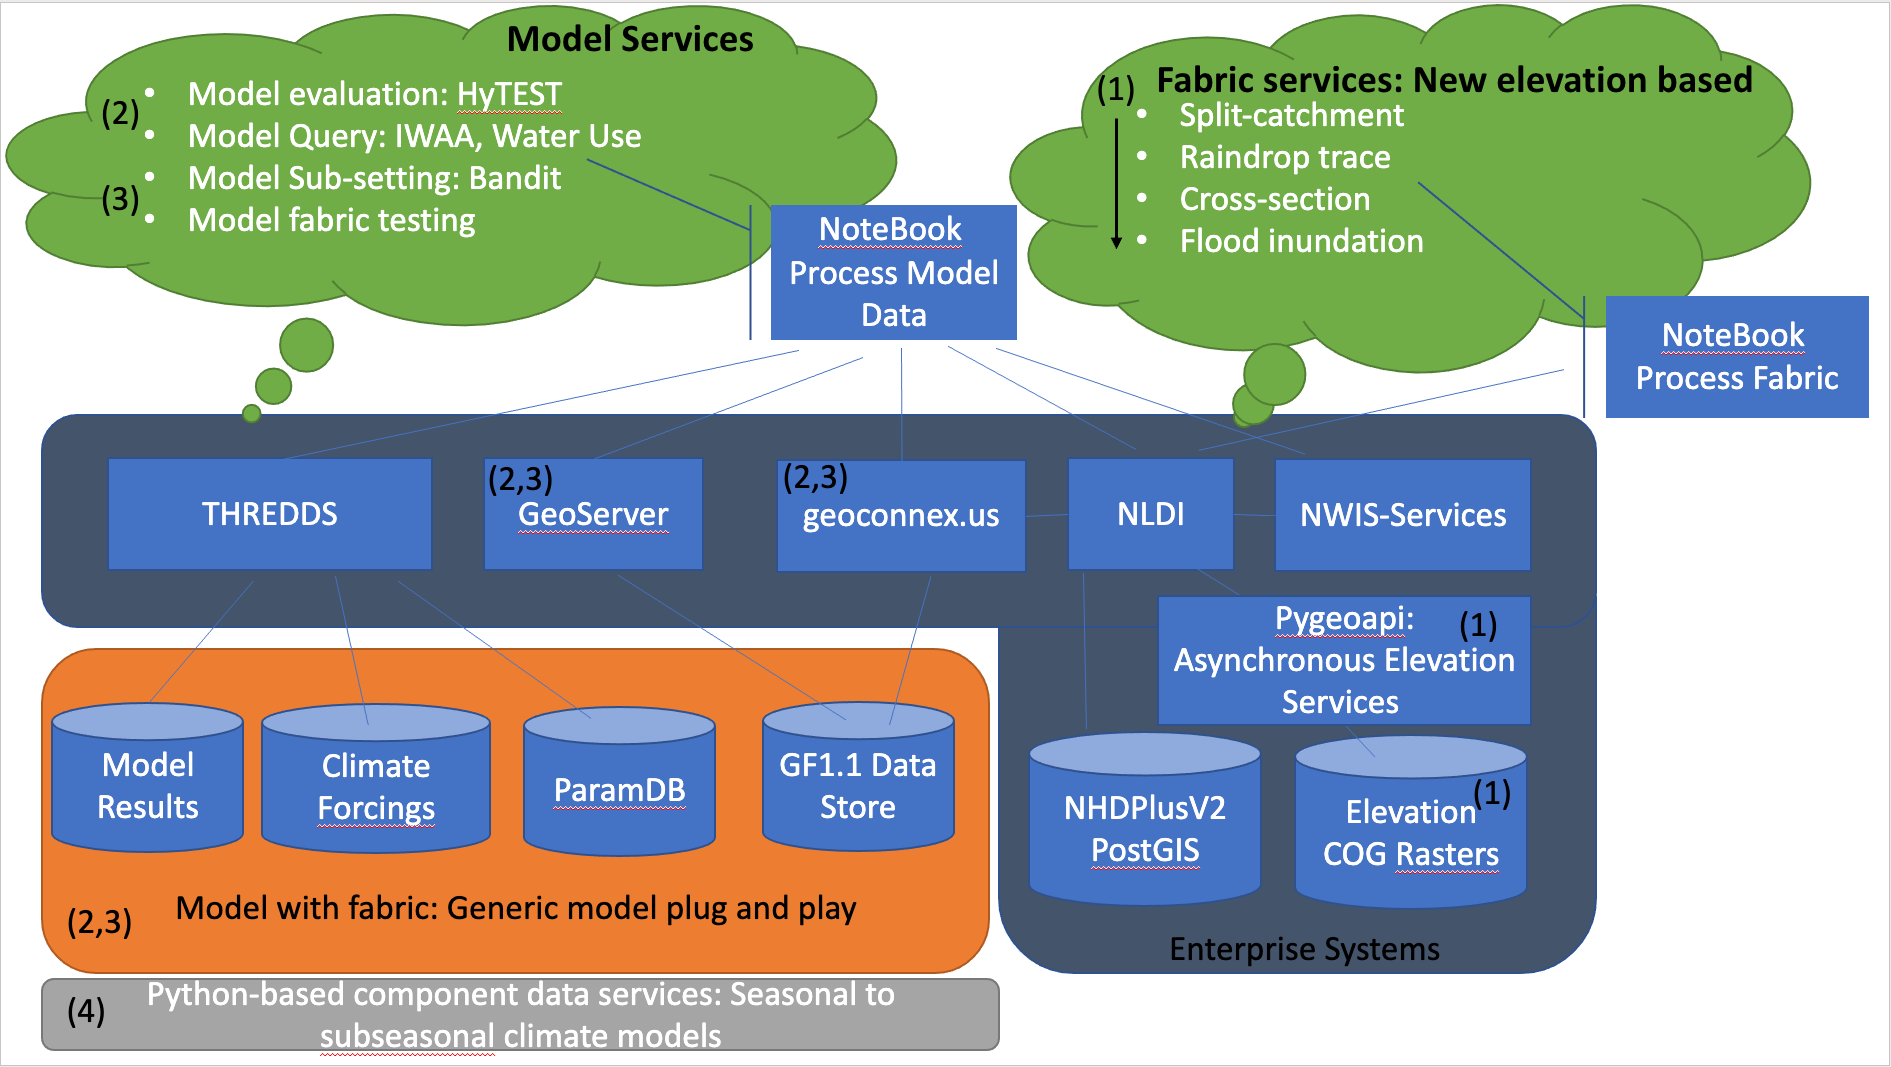 Model Services
(2)
• Model evaluation: HyTEST
• Model Query: IWAA, Water Use
(3)
• Model Sub-setting: Bandit
• Model fabric testing
NoteBook
Process Model
Data
(1)
Fabric services: New elevation based
• Split-catchment
• Raindrop trace
• Cross-section
• Flood inundation
NoteBook
Process Fabric
THREDDS
(2,3)
GeoServer
(2,3)
geoconnex.us
NLDI
NWIS-Services
Pygeoapi:
(1)
Asynchronous Elevation
Services
Model
Results
Climate
Forcings
ParamDB
GF1.1 Data
Store
NHDPlusV2
PostGIS
(1)
Elevation
COG Rasters
(2,3)
Model with fabric: Generic model plug and play
Enterprise Systems
(4)
Python-based component data services: Seasonal to
subseasonal climate models